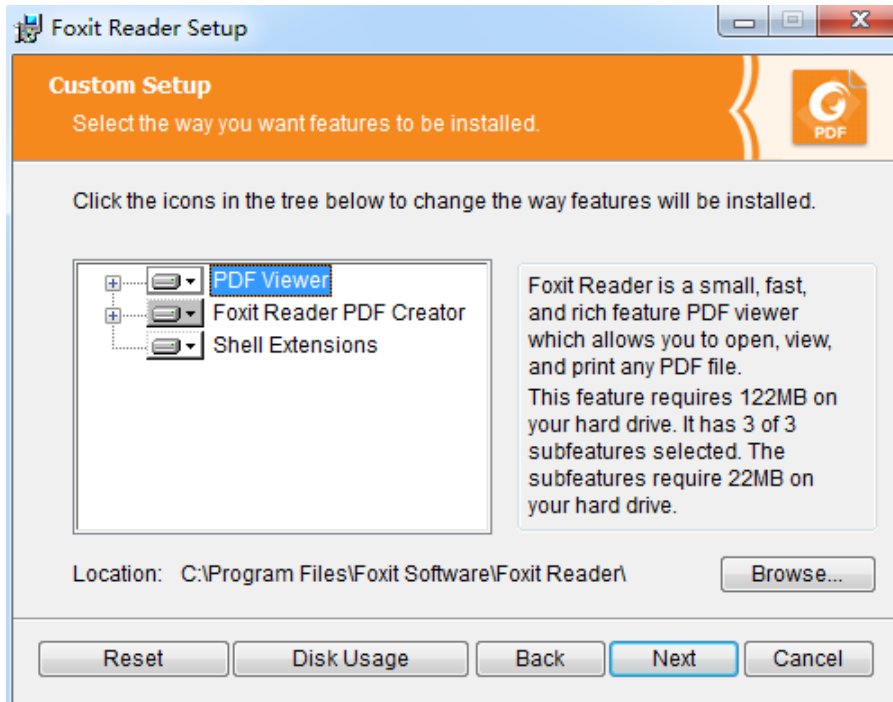 Foxit Reader Setup
Custom Setup
Select the way you want features to be installed.
PDF
Click the icons in the tree below to change the way features will be installed.
PDF Viewer
Foxit Reader PDF Creator
Shell Extensions
Foxit Reader is a small, fast,
and rich feature PDF viewer
which allows you to open, view,
and print any PDF file.
This feature requires 122MB on
your hard drive. It has 3 of 3
subfeatures selected. The
subfeatures require 22MB on
your hard drive.
Location: C:\Program Files\Foxit Software\Foxit Reader\
Browse...
Reset Disk Usage Back Next Cancel